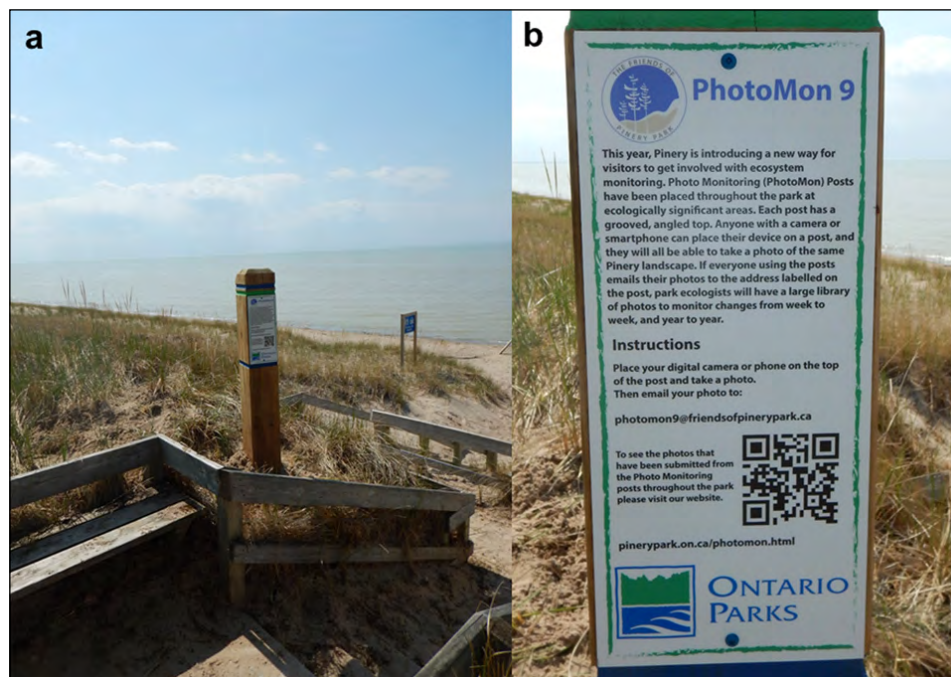 a
b
THE FRIENDS OF
PINERY PARK
PhotoMon 9
This year, Pinery is introducing a new way for
visitors to get involved with ecosystem
monitoring. Photo Monitoring (PhotoMon) Posts
have been placed throughout the park at
ecologically significant areas. Each post has a
grooved, angled top. Anyone with a camera or
smartphone can place their device on a post, and
they will all be able to take a photo of the same
Pinery landscape. If everyone using the posts
emails their photos to the address labelled on
the post, park ecologists will have a large library
of photos to monitor changes from week to
week, and year to year.
Instructions
Place your digital camera or phone on the top
of the post and take a photo.
Then email your photo to:
photomon9@friendsofpinerypark.ca
To see the photos that
have been submitted from
the Photo Monitoring
posts throughout the park
please visit our website.
pinerypark.on.ca/photomon.html
ONTARIO
PARKS